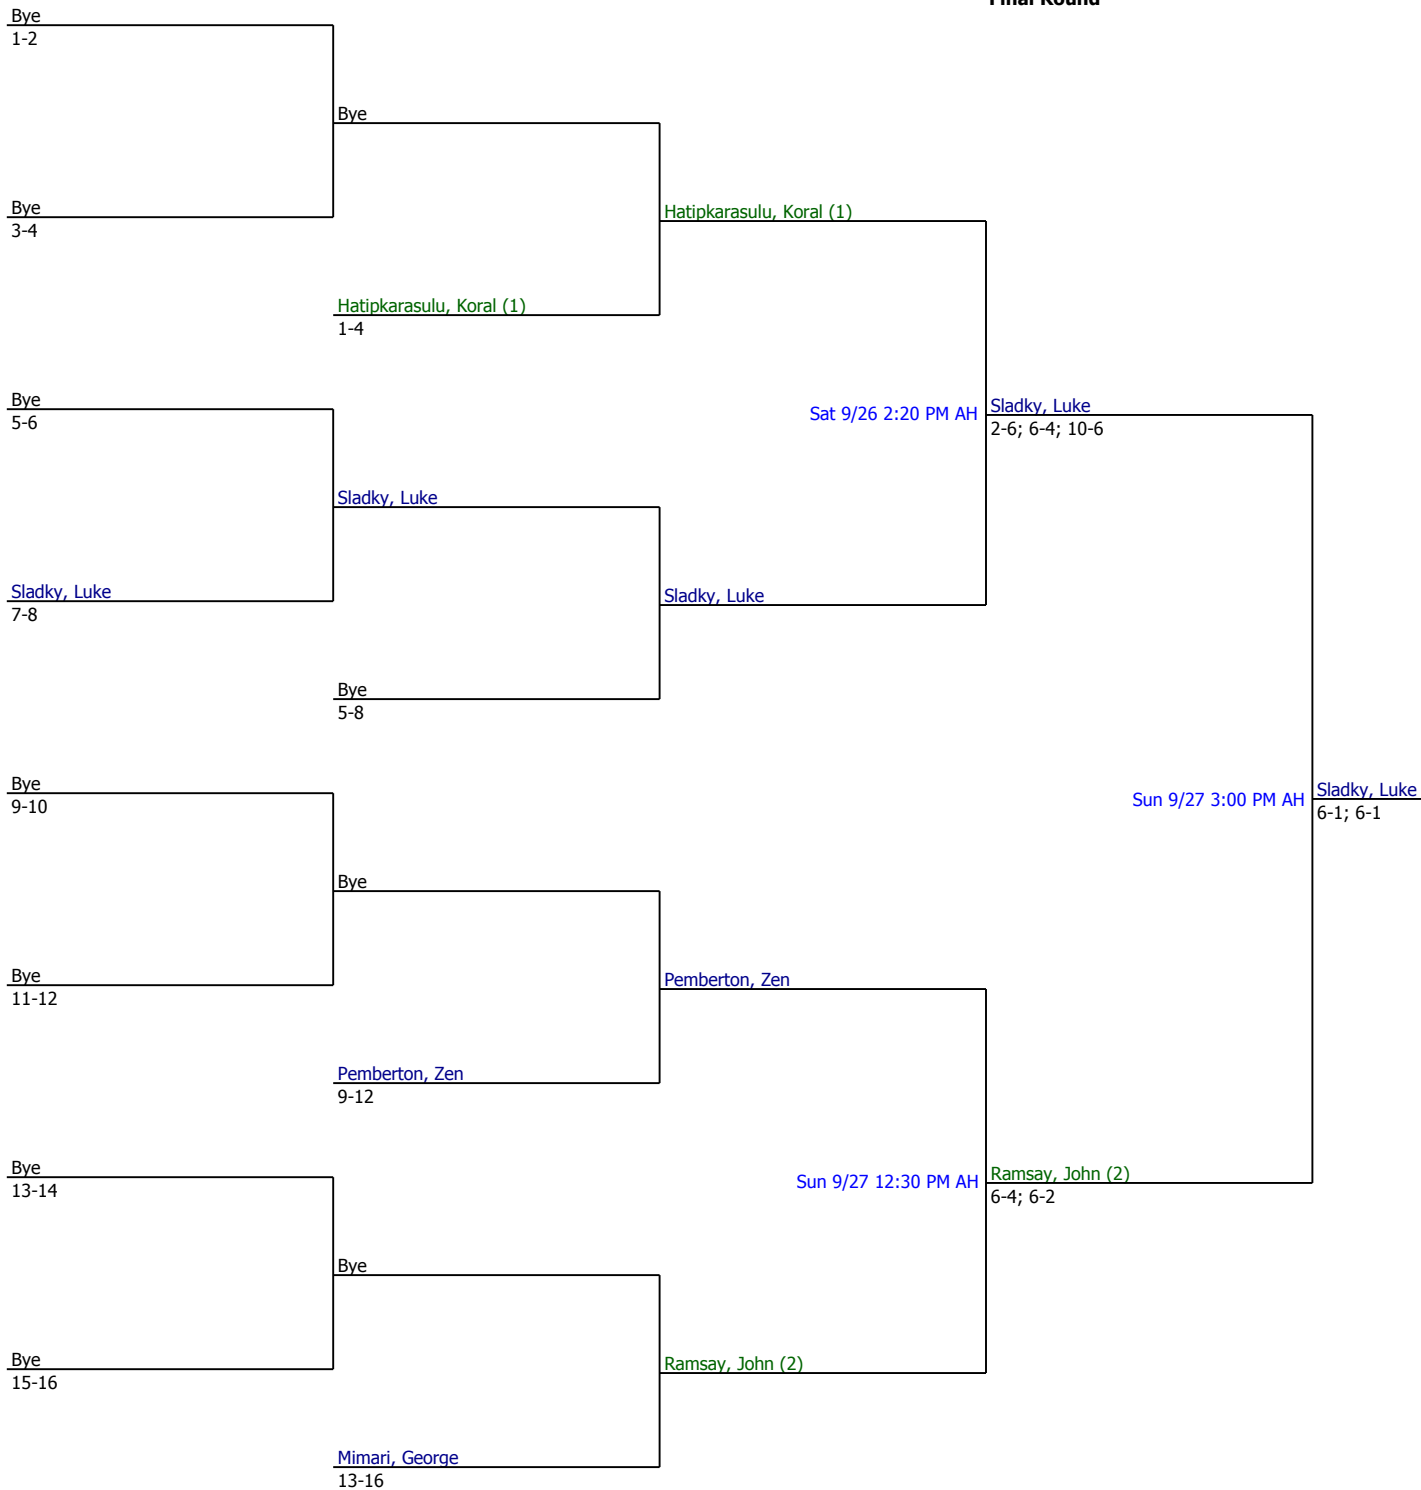 Final Round
Bye
1-2
Bye
Bye
3-4
Hatipkarasulu, Koral (1)
Hatipkarasulu, Koral (1)
1-4
Bye
5-6
Sat 9/26 2:20 PM AH
Sladky, Luke
2-6; 6-4; 10-6
Sladky, Luke
Sladky, Luke
7-8
Sladky, Luke
Bye
5-8
Bye
9-10
Sun 9/27 3:00 PM AH
Sladky, Luke
6-1; 6-1
Bye
Bye
11-12
Pemberton, Zen
Pemberton, Zen
9-12
Bye
13-14
Sun 9/27 12:30 PM AH
Ramsay, John (2)
6-4; 6-2
Bye
Bye
15-16
Ramsay, John (2)
Mimari, George
13-16